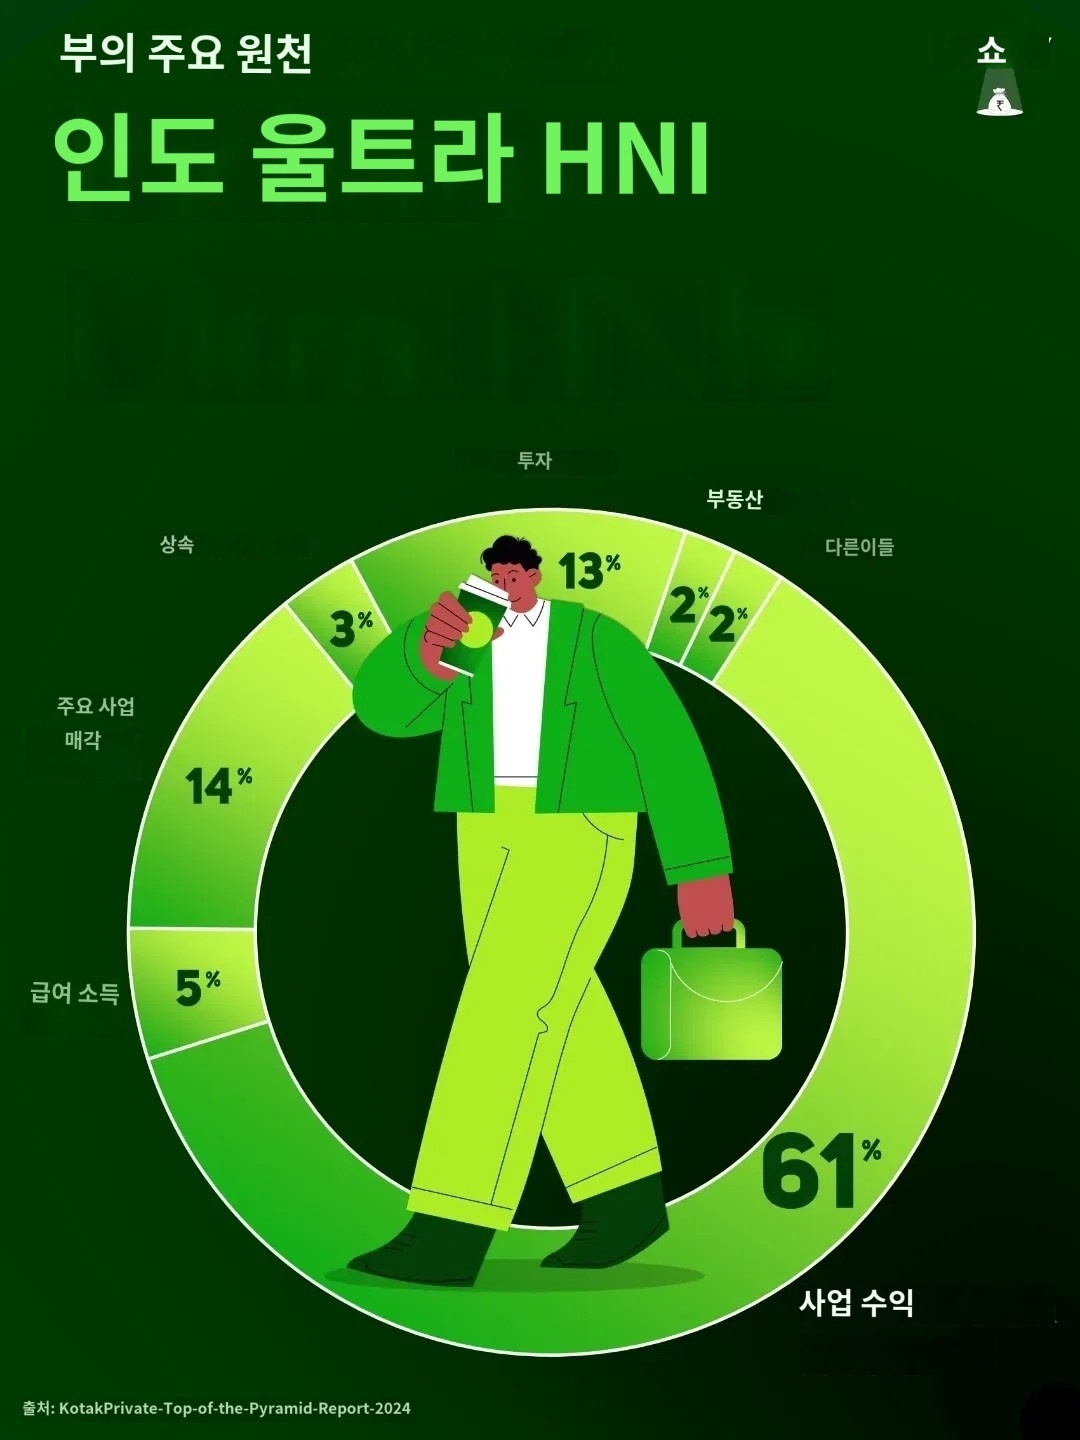 부의 주요 원천
쇼
인도 울트라 HNI
₹
투자
부동산
상속
다른이들
13%
2%
2%
3%
주요 사업
매각
14%
급여 소득
5%
61%
사업 수익
출처: KotakPrivate-Top-of-the-Pyramid-Report-2024